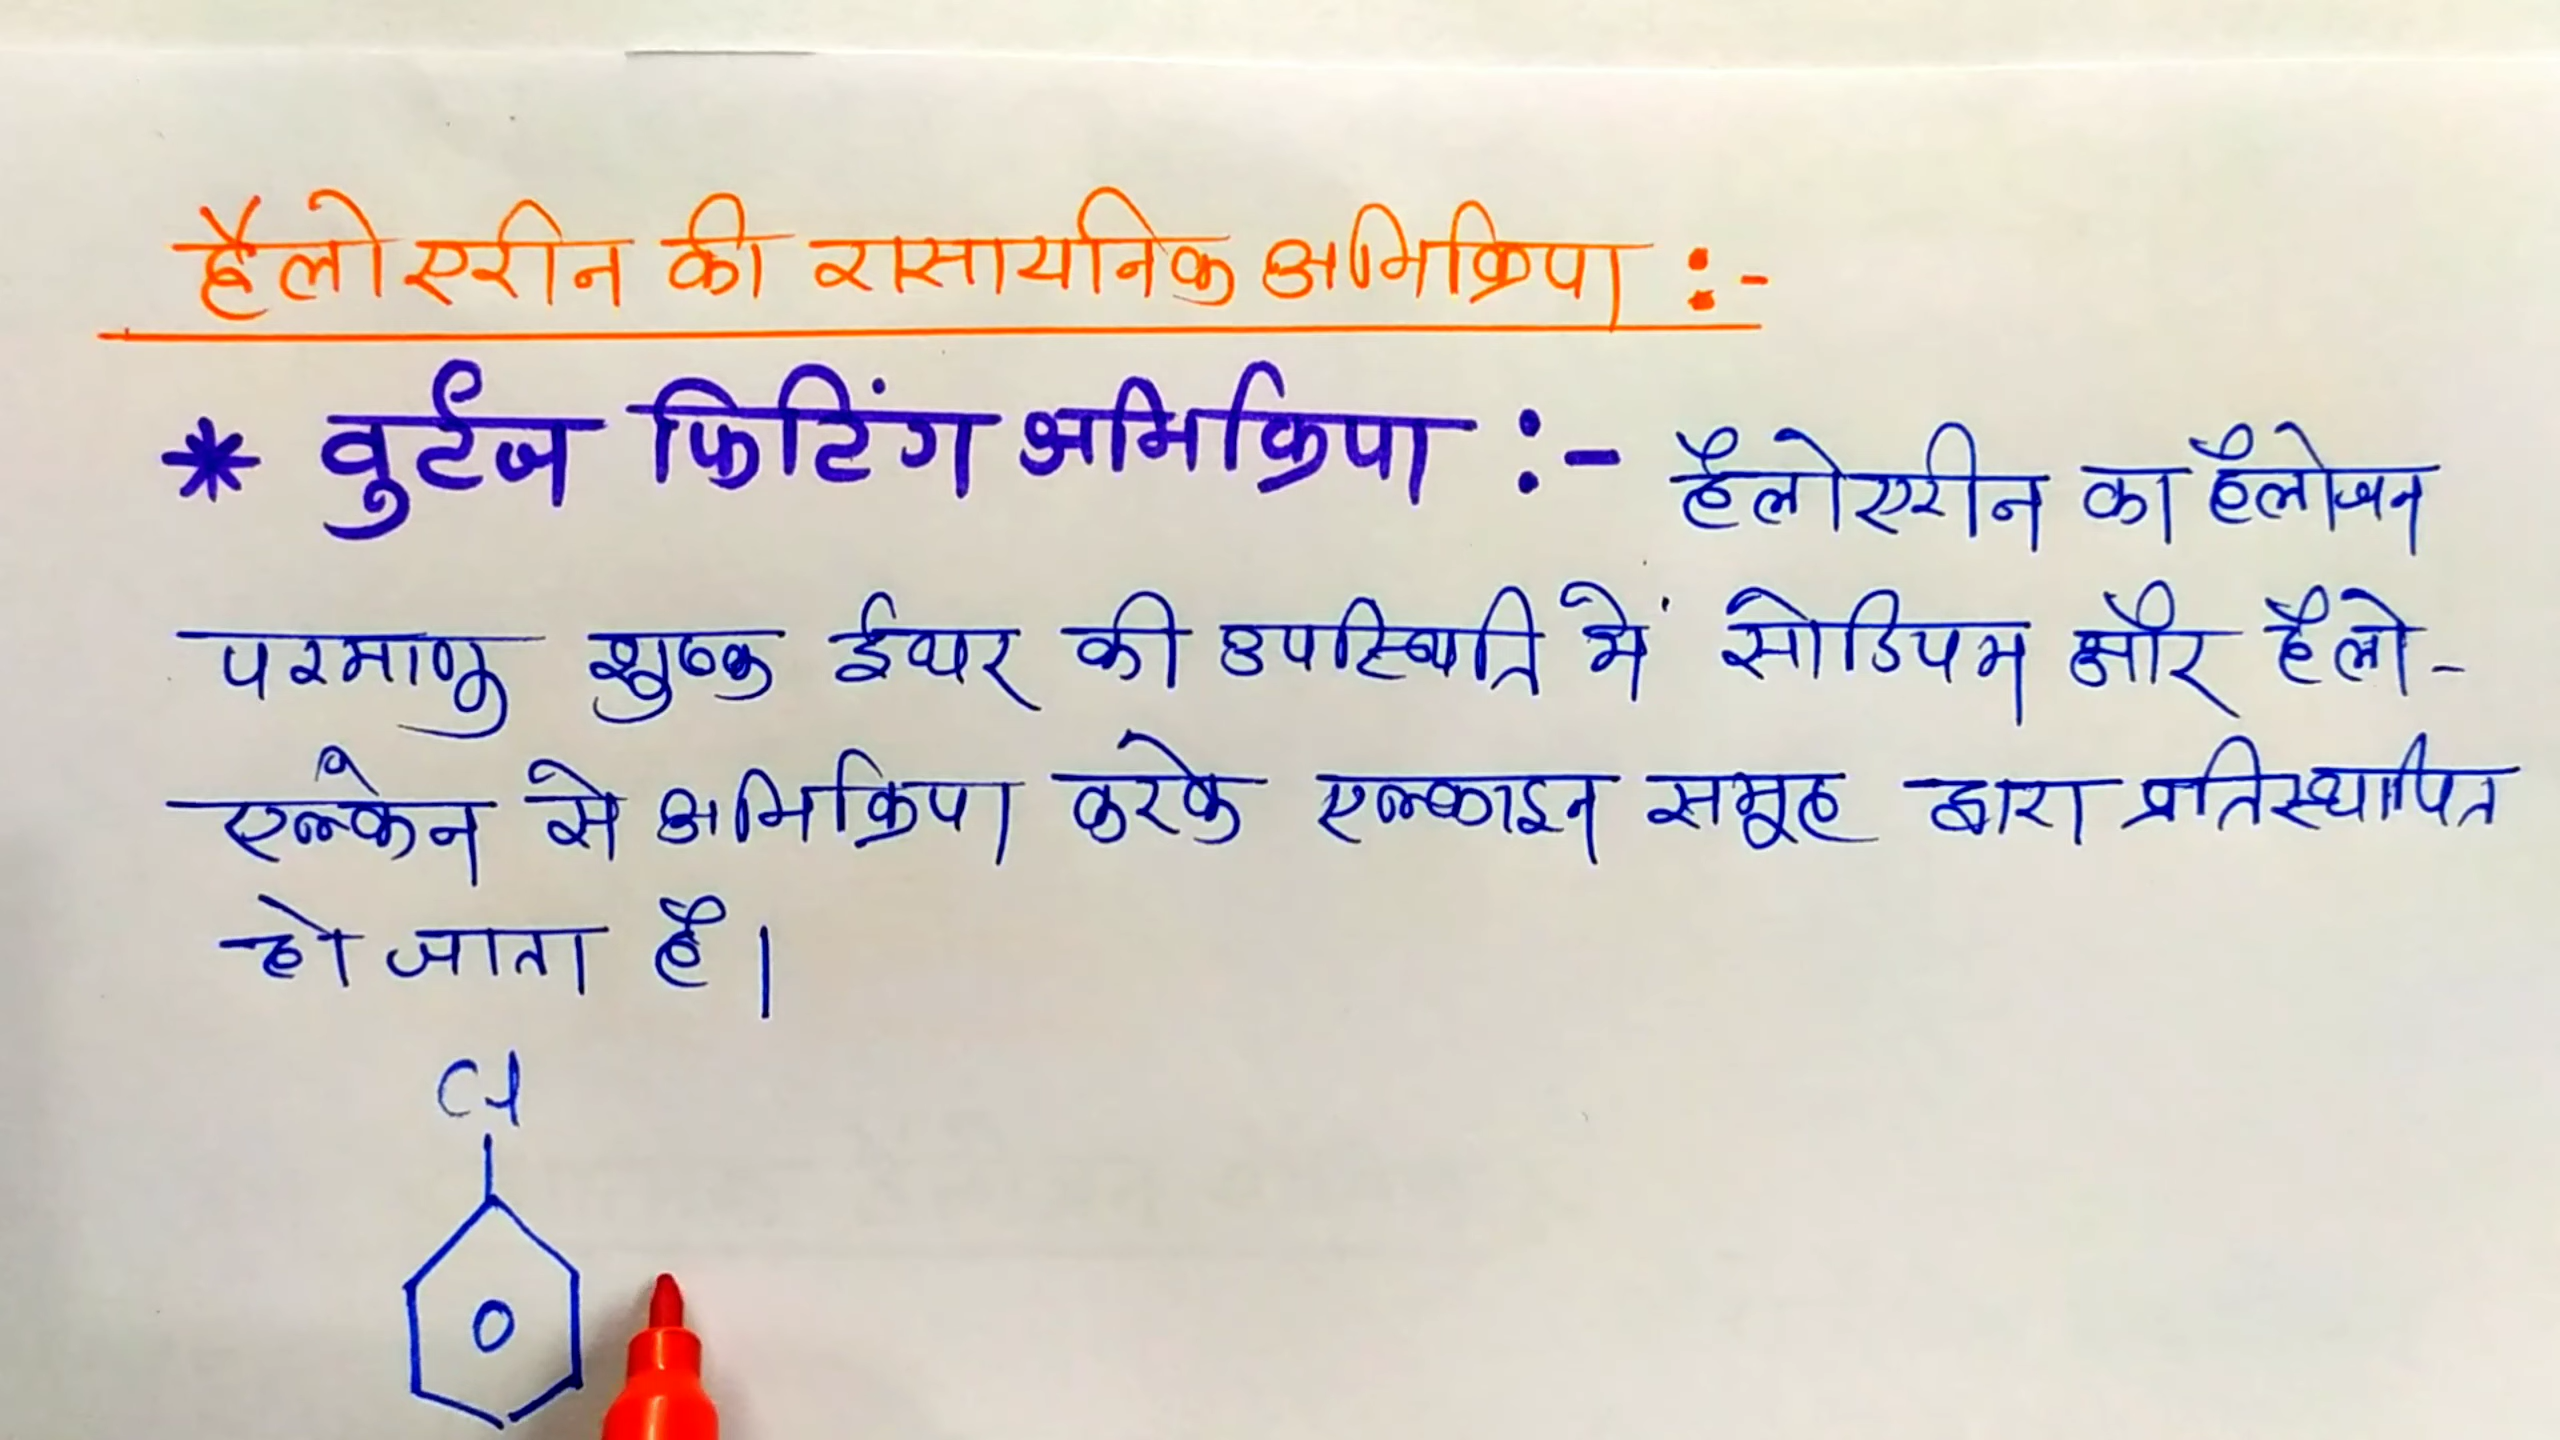 हैलोएरीन की रासायनिक अभिक्रिया :-
* वुर्टज फिटिंग अभिक्रिया :- हैलोएरीन का हैलोजन
परमाणु शुष्क ईथर की उपस्थिति में सोडियम और हैलो-
एल्केन से अभिक्रिया करके एल्काइन समूह द्वारा प्रतिस्थापित
हो जाता है।
Cl